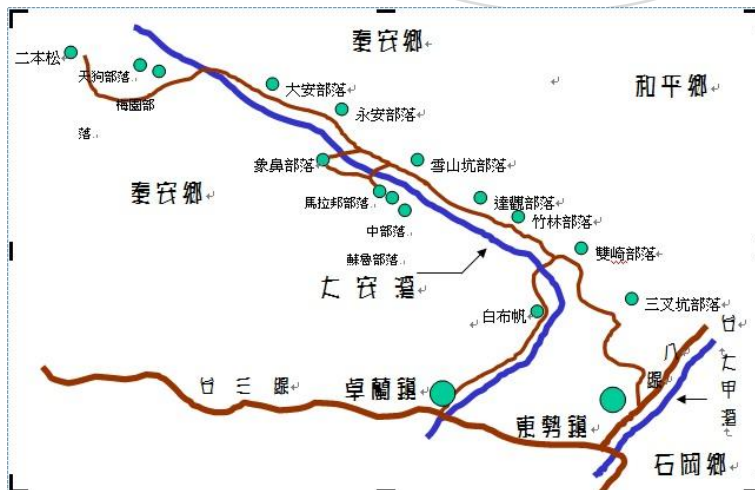 泰安鄉
二本松
天狗部落
梅園部
落
大安部落
和平鄉
永安部落
象鼻部落
雪山坑部落
泰安鄉
馬拉邦部落
達觀部落
中部落
竹林部落
蘇魯部落
雙崎部落
大安溪
白布帆
三叉坑部落
台
八
線
大甲溪
台三線
卓蘭鎮
東勢鎮
石岡鄉